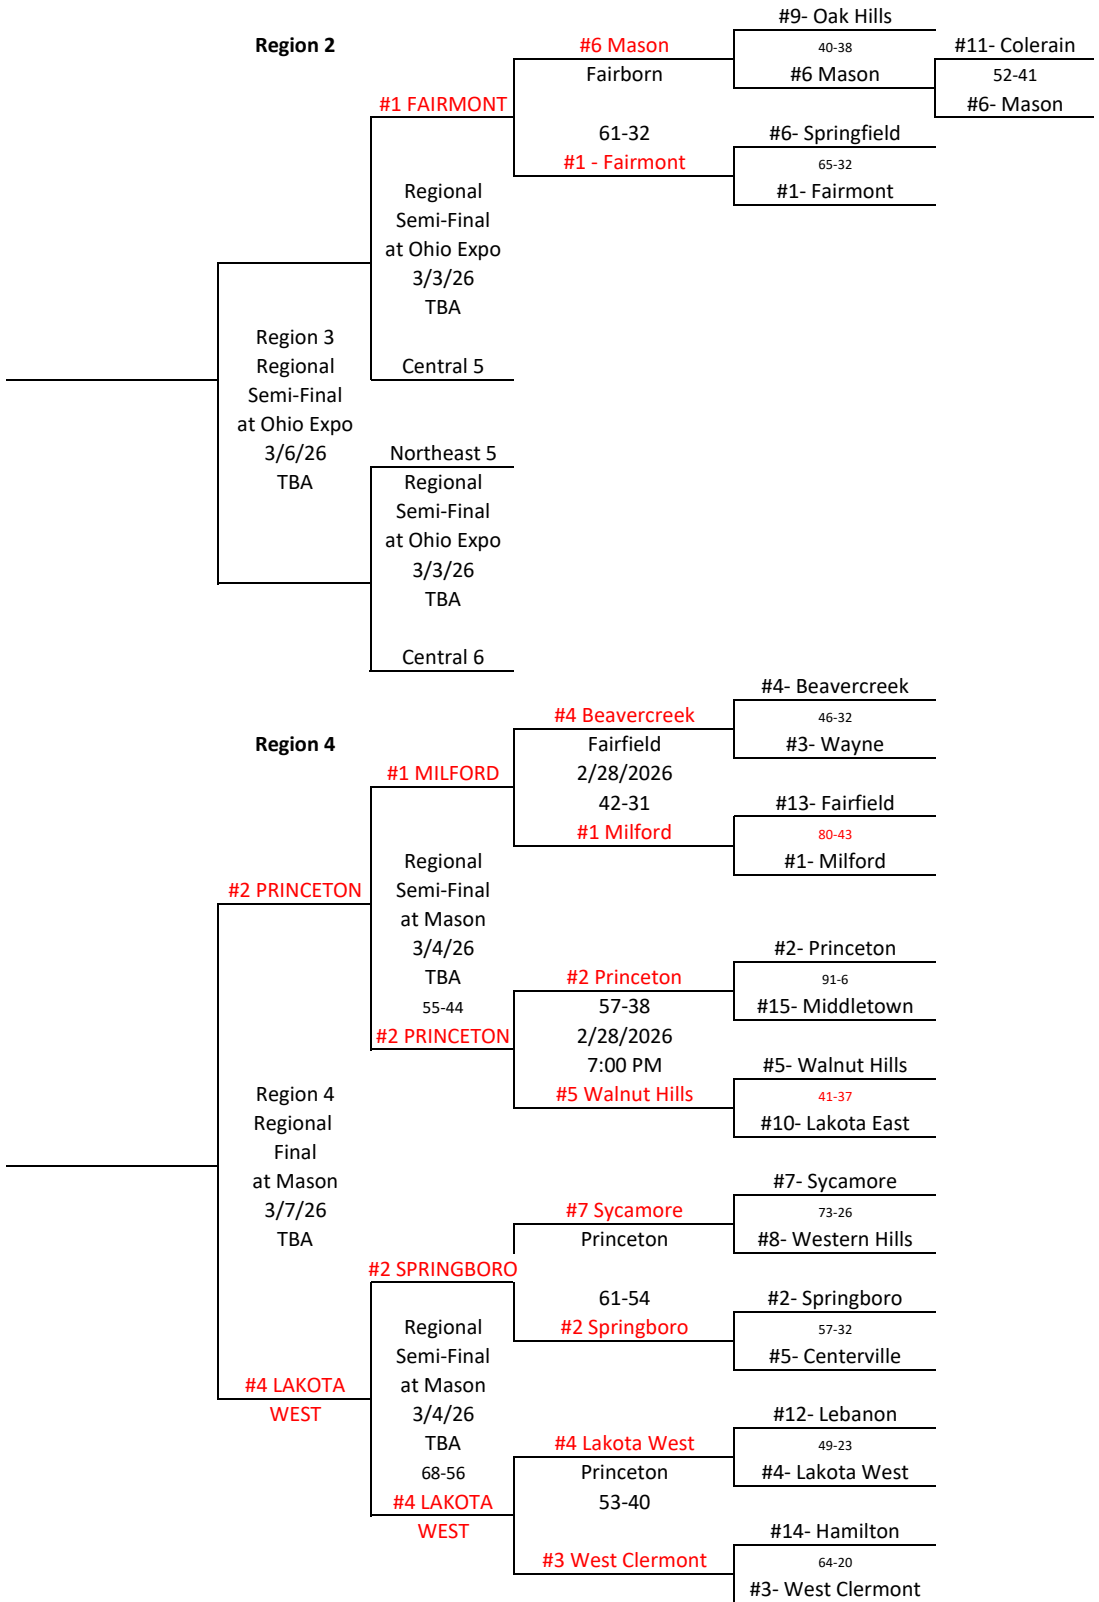 #9- Oak Hills
Region 2
#6 Mason
40-38
#11- Colerain
Fairborn
#6 Mason
52-41
#1 FAIRMONT
#6- Mason
61-32
#6- Springfield
#1 - Fairmont
65-32
Regional
#1- Fairmont
Semi-Final
at Ohio Expo
3/3/26
TBA
Region 3
Regional
Central 5
Semi-Final
at Ohio Expo
3/6/26
Northeast 5
TBA
Regional
Semi-Final
at Ohio Expo
3/3/26
TBA
Central 6
#4- Beavercreek
#4 Beavercreek
46-32
Region 4
Fairfield
#3- Wayne
#1 MILFORD
2/28/2026
42-31
#13- Fairfield
#1 Milford
80-43
Regional
#1- Milford
#2 PRINCETON
Semi-Final
at Mason
3/4/26
#2- Princeton
TBA
#2 Princeton
91-6
55-44
57-38
#15- Middletown
#2 PRINCETON
2/28/2026
7:00 PM
#5- Walnut Hills
Region 4
#5 Walnut Hills
41-37
Regional
#10- Lakota East
Final
at Mason
#7- Sycamore
3/7/26
#7 Sycamore
73-26
TBA
Princeton
#8- Western Hills
#2 SPRINGBORO
61-54
#2- Springboro
Regional
#2 Springboro
57-32
Semi-Final
#5- Centerville
#4 LAKOTA
at Mason
WEST
3/4/26
#12- Lebanon
TBA
#4 Lakota West
49-23
68-56
Princeton
#4- Lakota West
#4 LAKOTA
53-40
WEST
#14- Hamilton
#3 West Clermont
64-20
#3- West Clermont